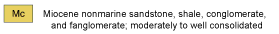 Mc Miocene nonmarine sandstone, shale, conglomerate,
and fanglomerate; moderately to well consolidated